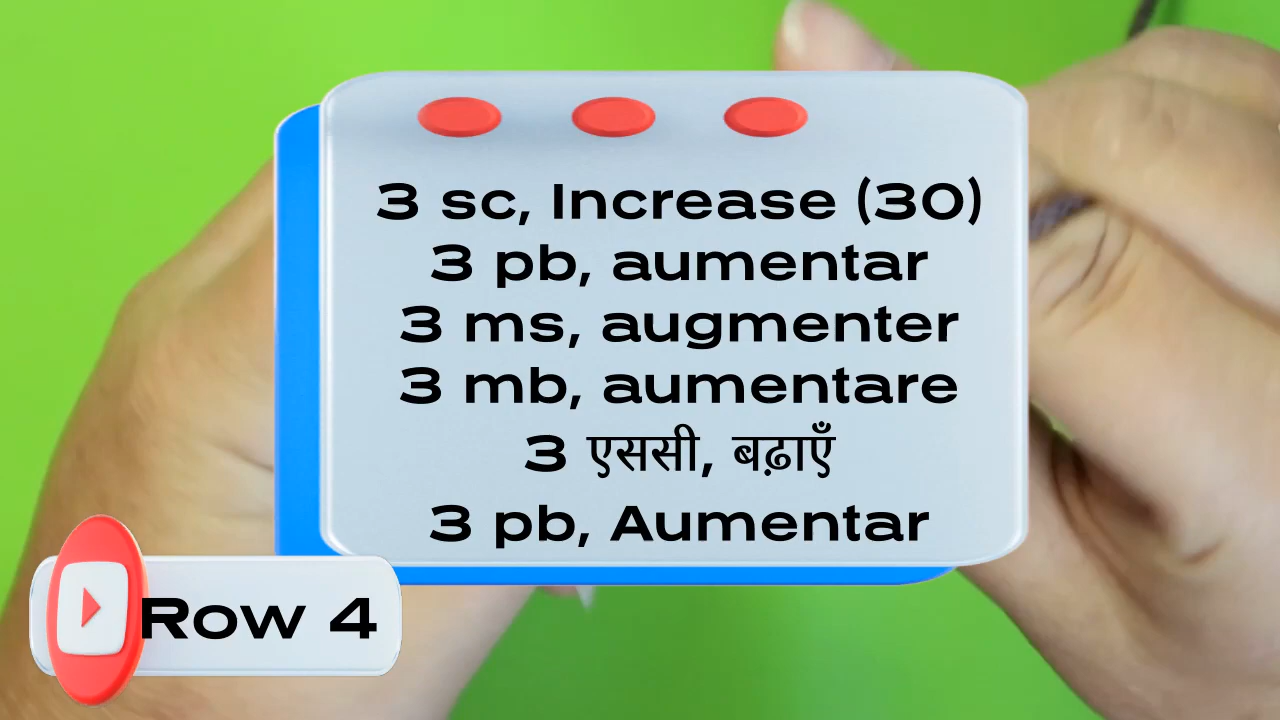 3 sc, Increase (30)
3 pb, aumentar
3 ms, augmenter
3 mb, aumentare
3 एससी, बढ़ाएँ
3 pb, Aumentar
Row 4